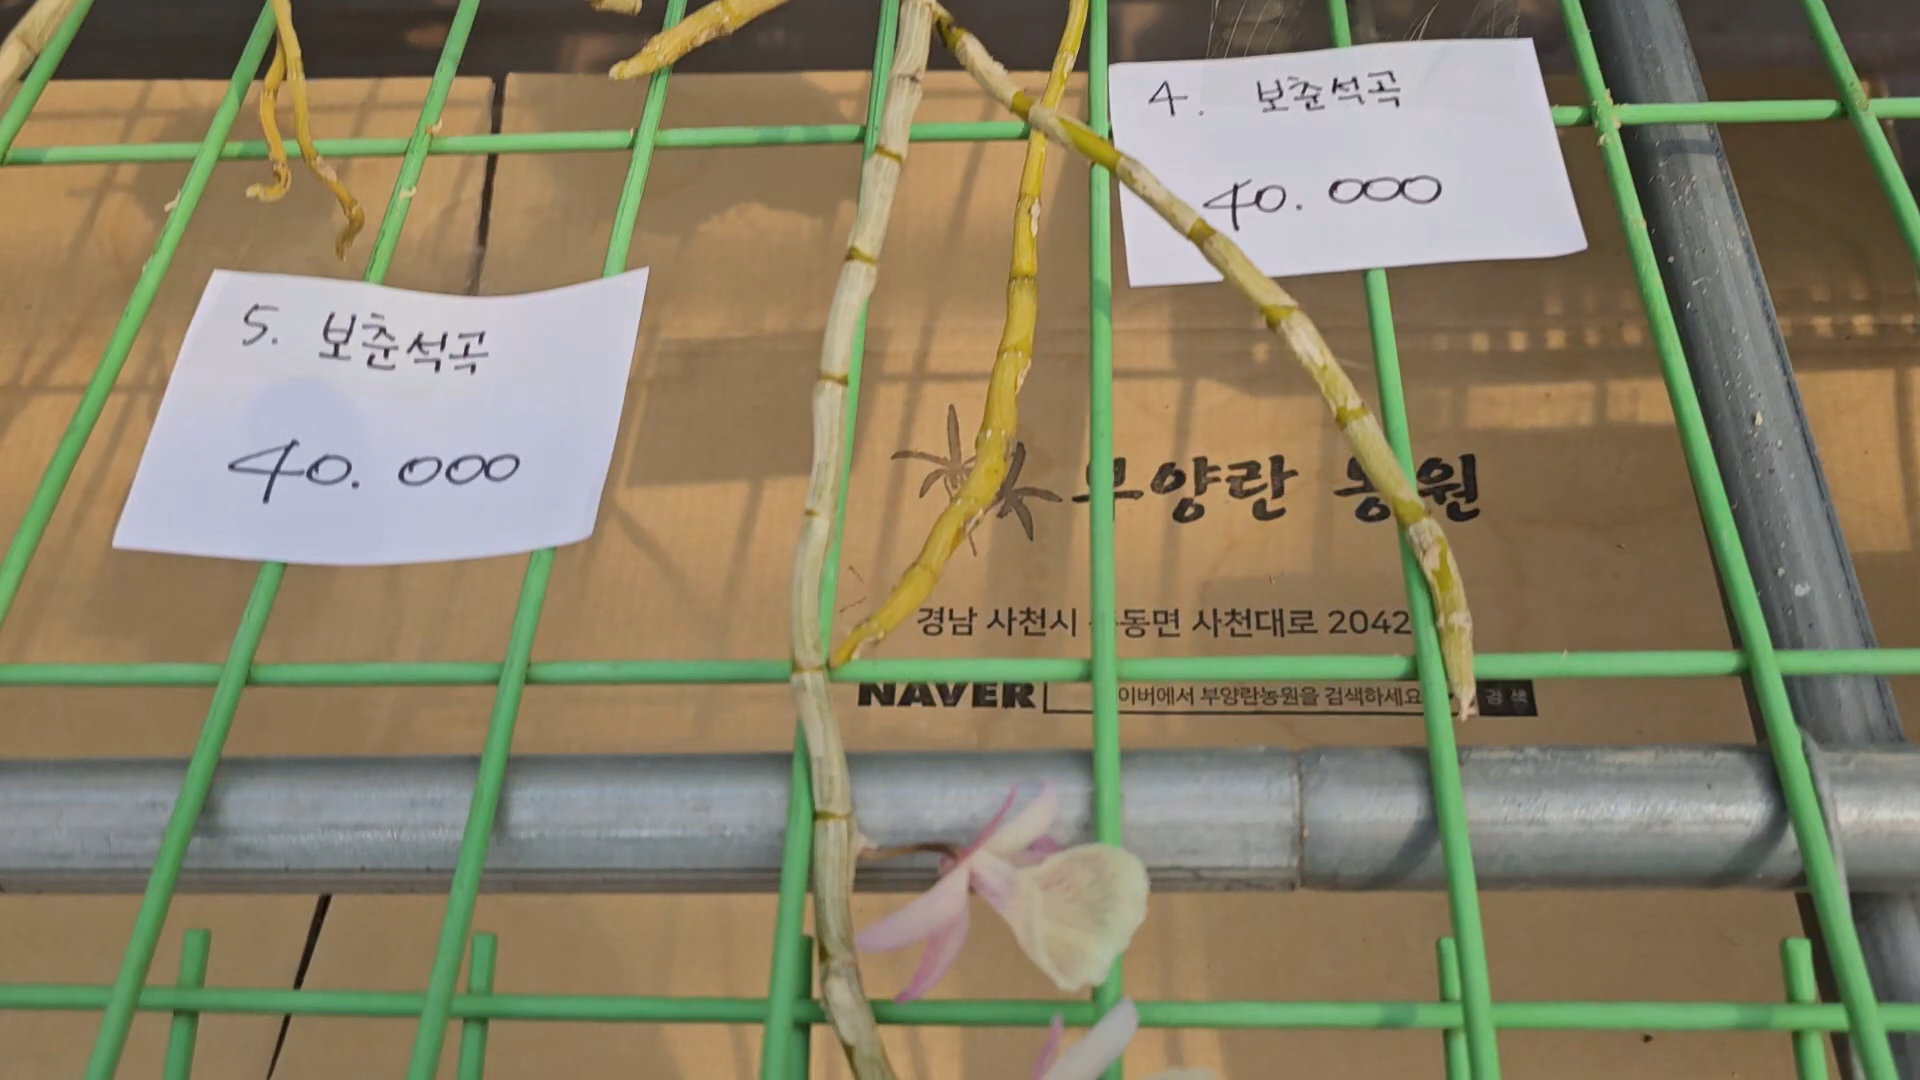 4. 보춘석곡
40.000
5. 보춘석곡
40.000
부양란 농원
경남 사천시 동면 사천대로 2042
NAVER 이버에서 부양란농원을 검색하세요 검색